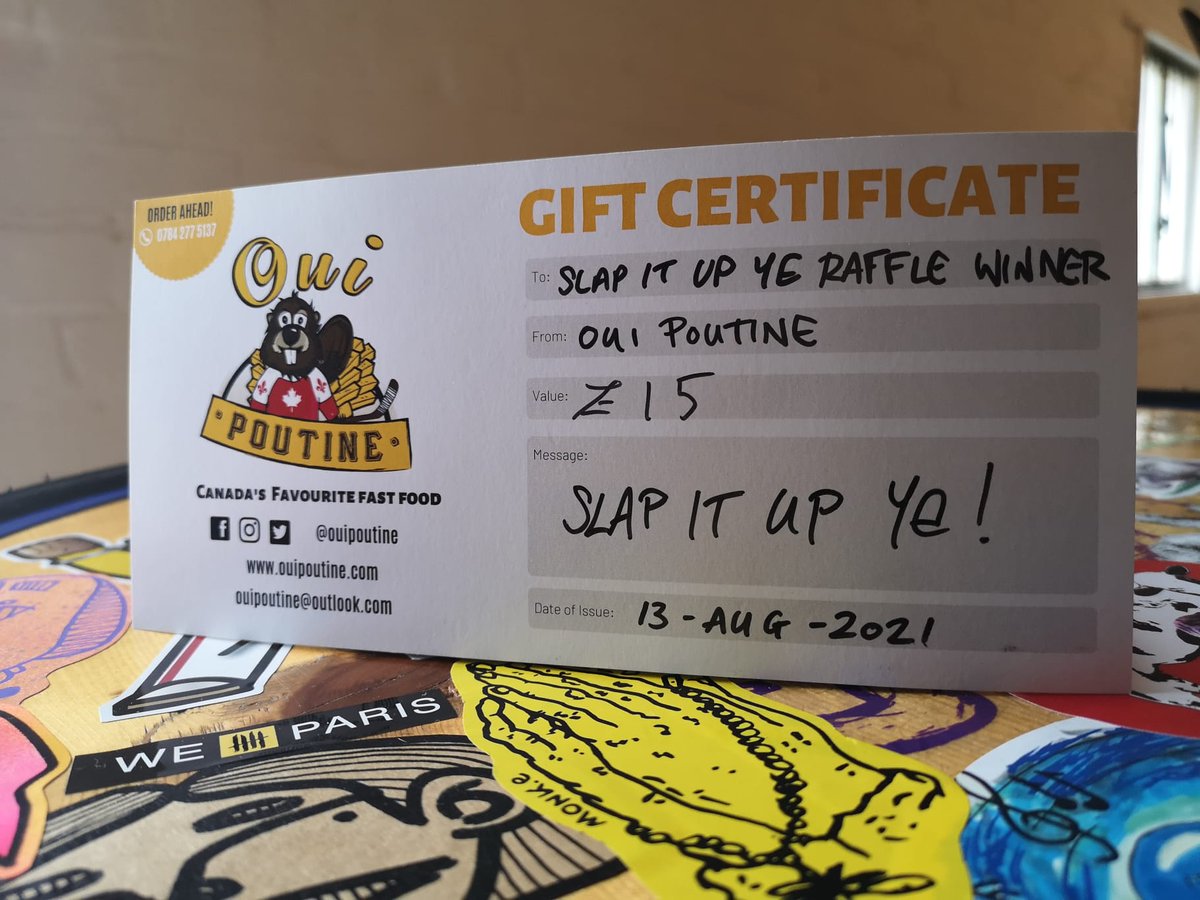 ORDER AHEAD!
0784 277 5137
Oui
POUTINE
CANADA'S FAVOURITE FAST FOOD
@ouipoutine
www.ouipoutine.com
ouipoutine@outlook.com
GIFT CERTIFICATE
To: SLAP IT UP YE RAFFLE WINNER
From: OUI POUTINE
Value: £15
Message:
SLAP IT UP YE!
Date of Issue: 13-AUG-2021
WE PARIS
MONK.E